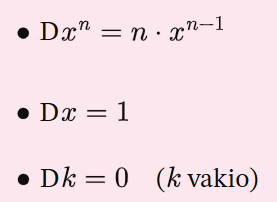 • Dxⁿ = n · xⁿ⁻¹
• Dx = 1
• Dk = 0 (k vakio)